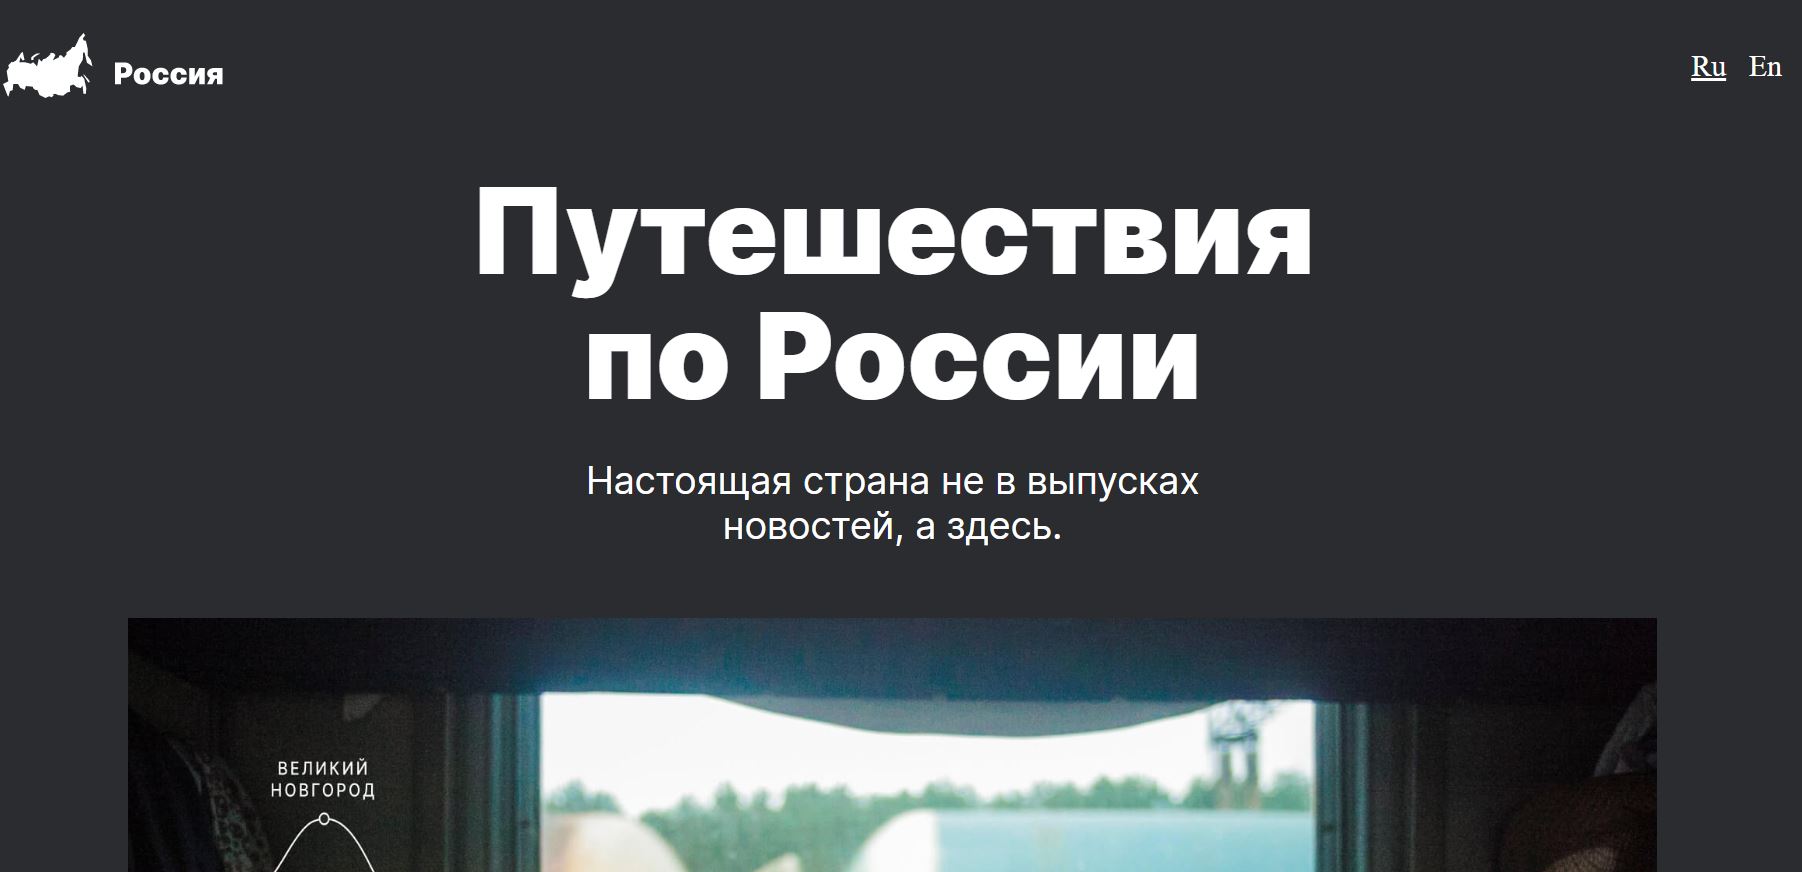 Россия
Ru En
Путешествия
по России
Настоящая страна не в выпусках
новостей, а здесь.
ВЕЛИКИЙ
НОВГОРОД